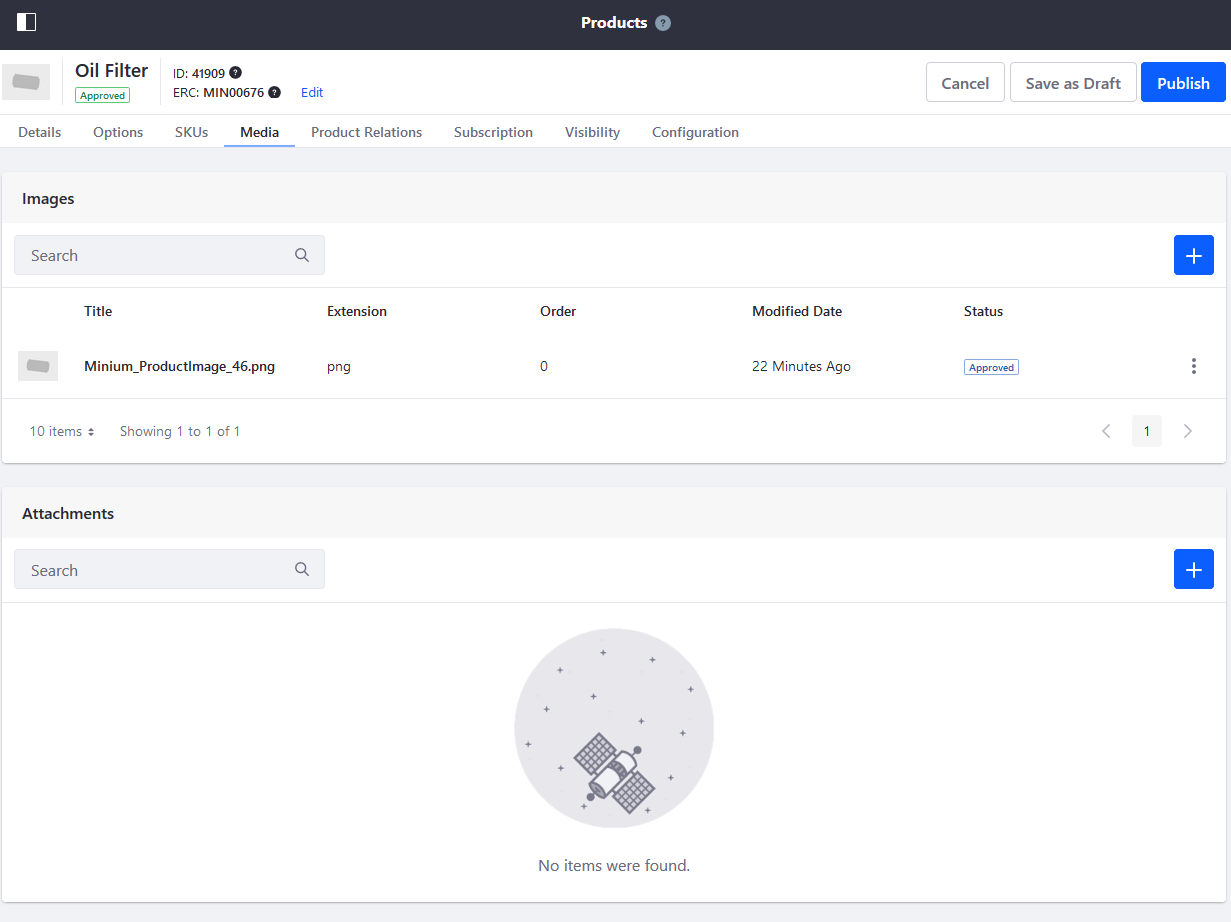 Products ?
Oil Filter
Approved
ID: 41909 ?
ERC: MIN00676 ? Edit
Cancel Save as Draft Publish
Details Options SKUs Media Product Relations Subscription Visibility Configuration
Images
Search
Title Extension Order Modified Date Status
Minium_ProductImage_46.png png 0 22 Minutes Ago Approved
10 items Showing 1 to 1 of 1 1
Attachments
Search
No items were found.